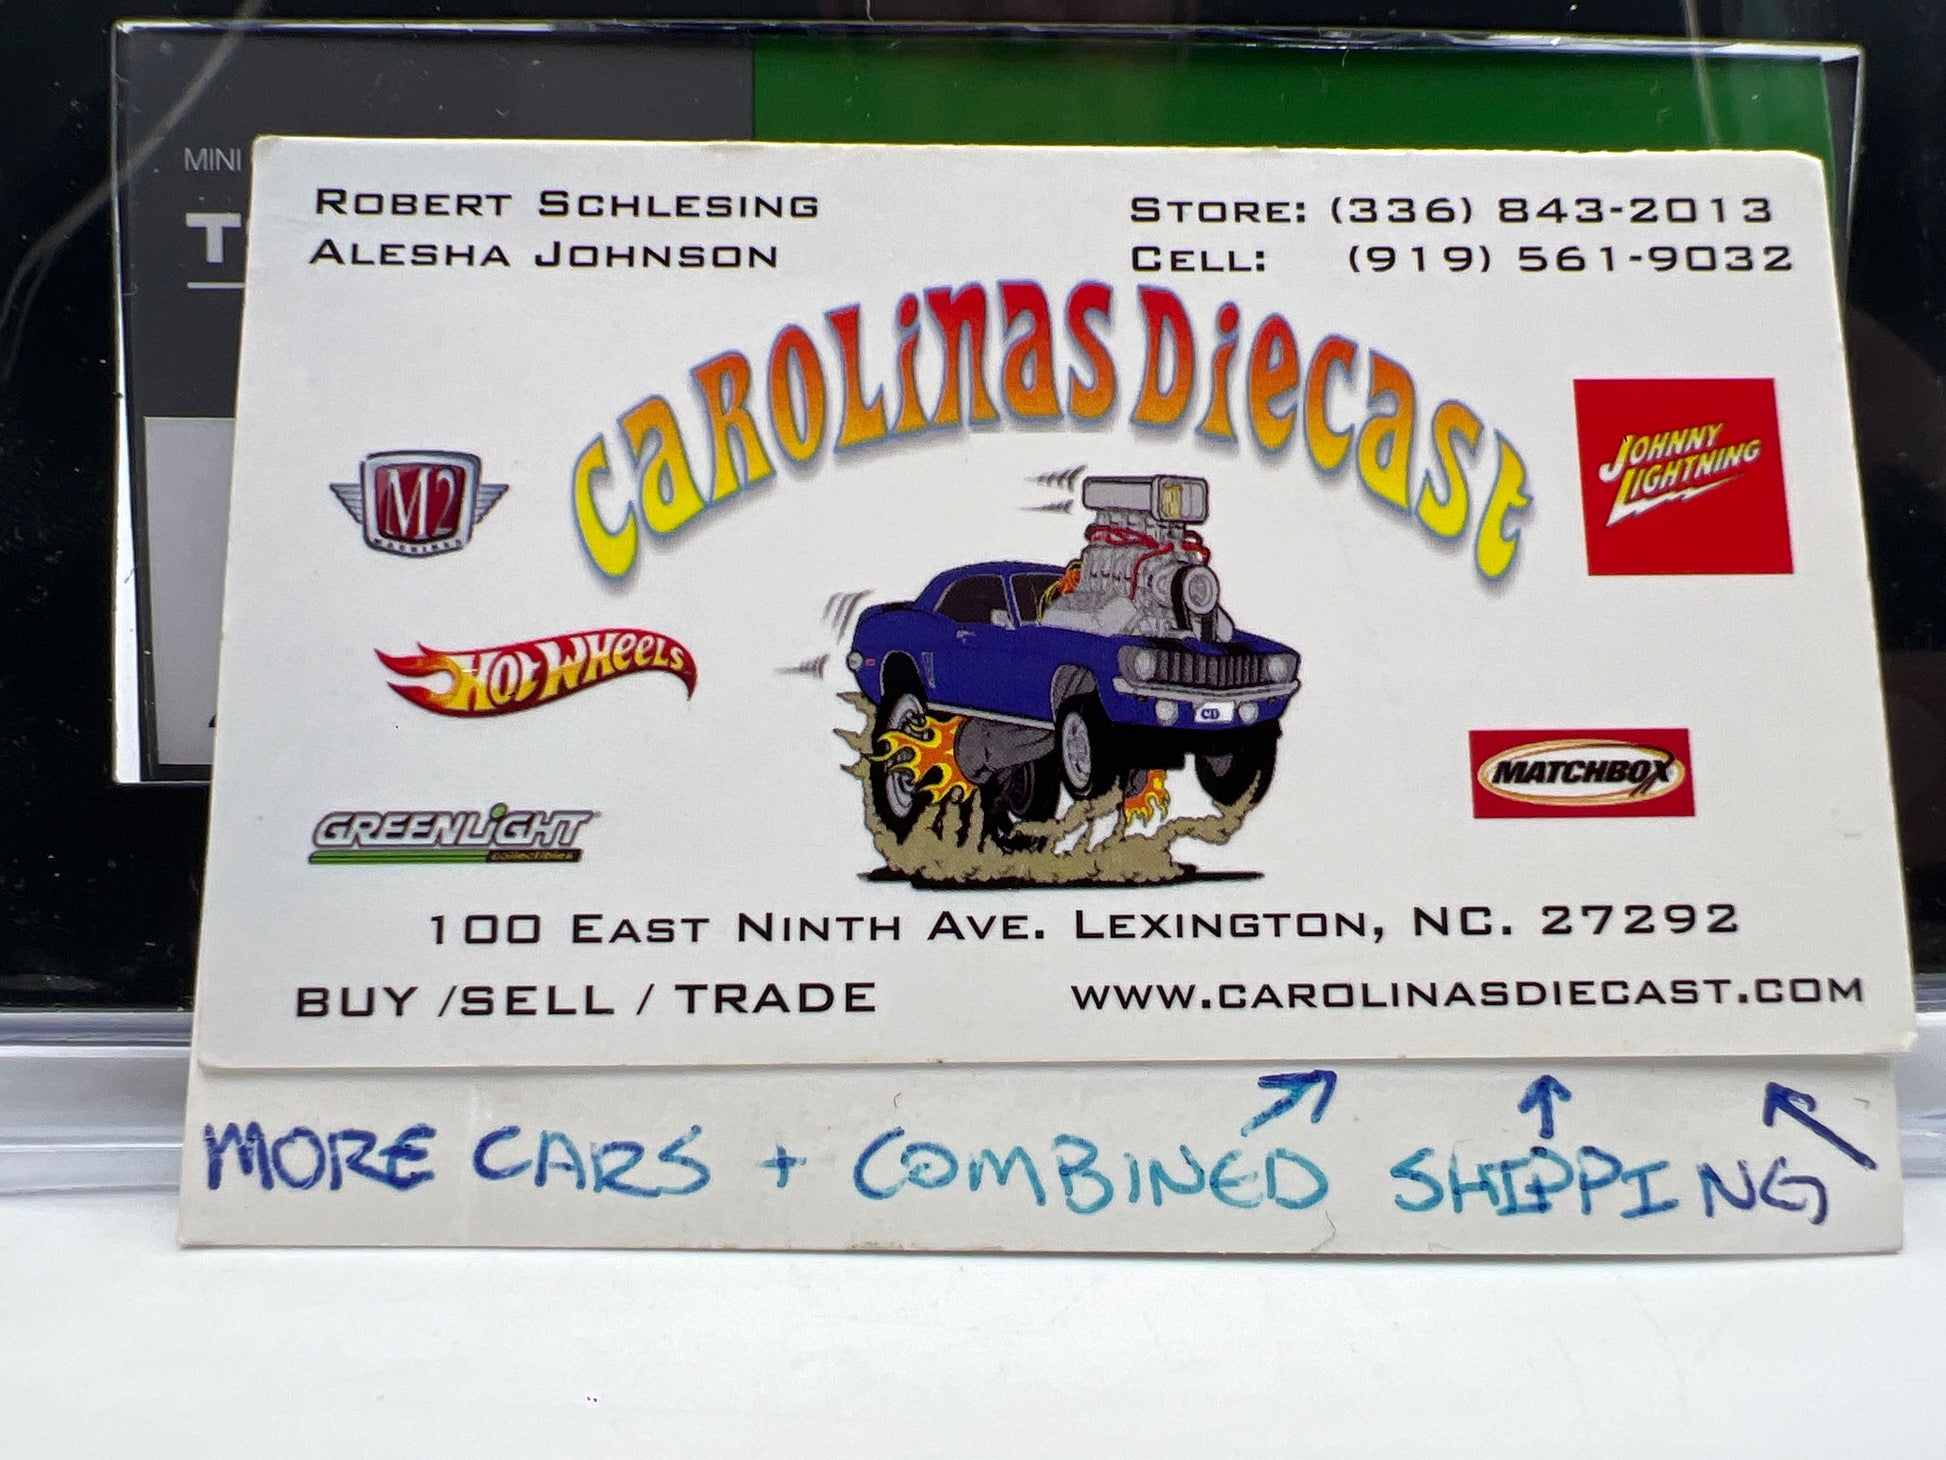 MINI
T
ROBERT SCHLESING
ALESHA JOHNSON
STORE: (336) 843-2013
CELL: (919) 561-9032
CAROLINAS DIECAST
M2
MACHINES
JOHNNY
LIGHTNING
HOT WHEELS
CD
MATCHBOX
GREENLIGHT
COLLECTIBLES
100 EAST NINTH AVE. LEXINGTON, NC. 27292
BUY /SELL / TRADE
WWW.CAROLINASDIECAST.COM
MORE CARS + COMBINED SHIPPING